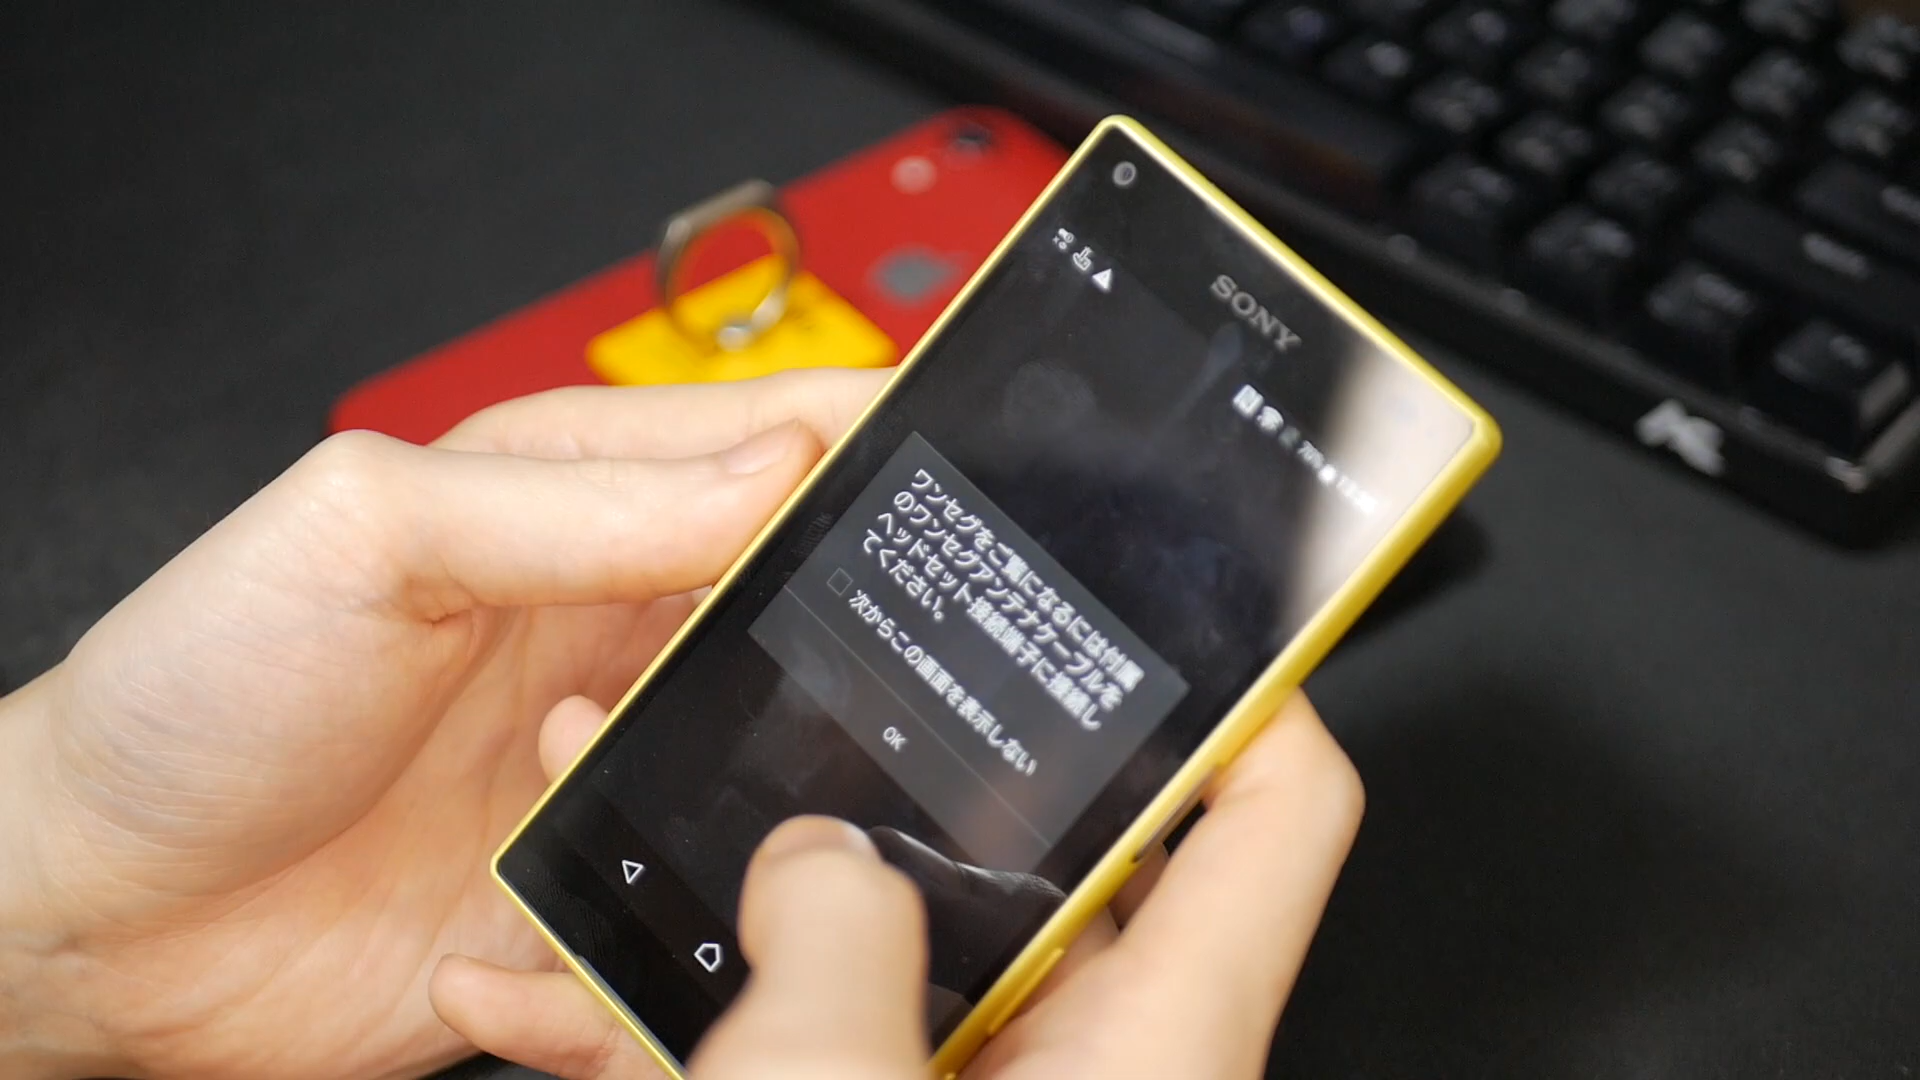 SONY
ワンセグをご覧になるには付属
のワンセグアンテナケーブルを
ヘッドセット接続端子に接続し
てください。
次からこの画面を表示しない
OK